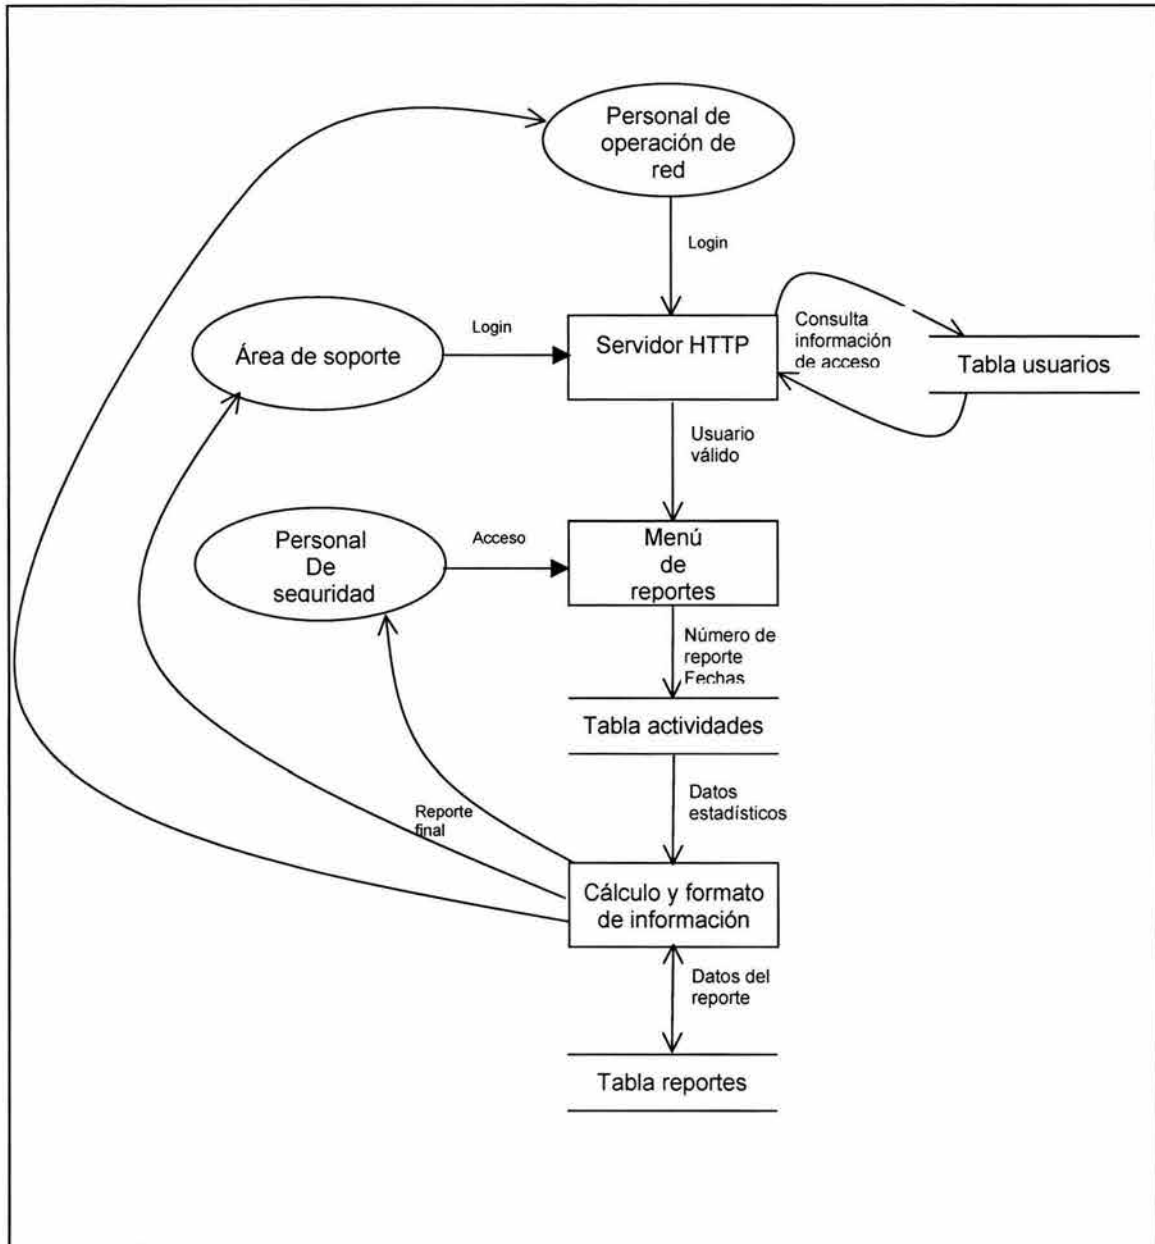 Personal de
operación de
red
Login
Área de soporte
Login
Servidor HTTP
Consulta
información
de acceso
Tabla usuarios
Usuario
válido
Personal
De
seguridad
Acceso
Menú
de
reportes
Número de
reporte
Fechas
Tabla actividades
Datos
estadísticos
Reporte
final
Cálculo y formato
de información
Datos del
reporte
Tabla reportes